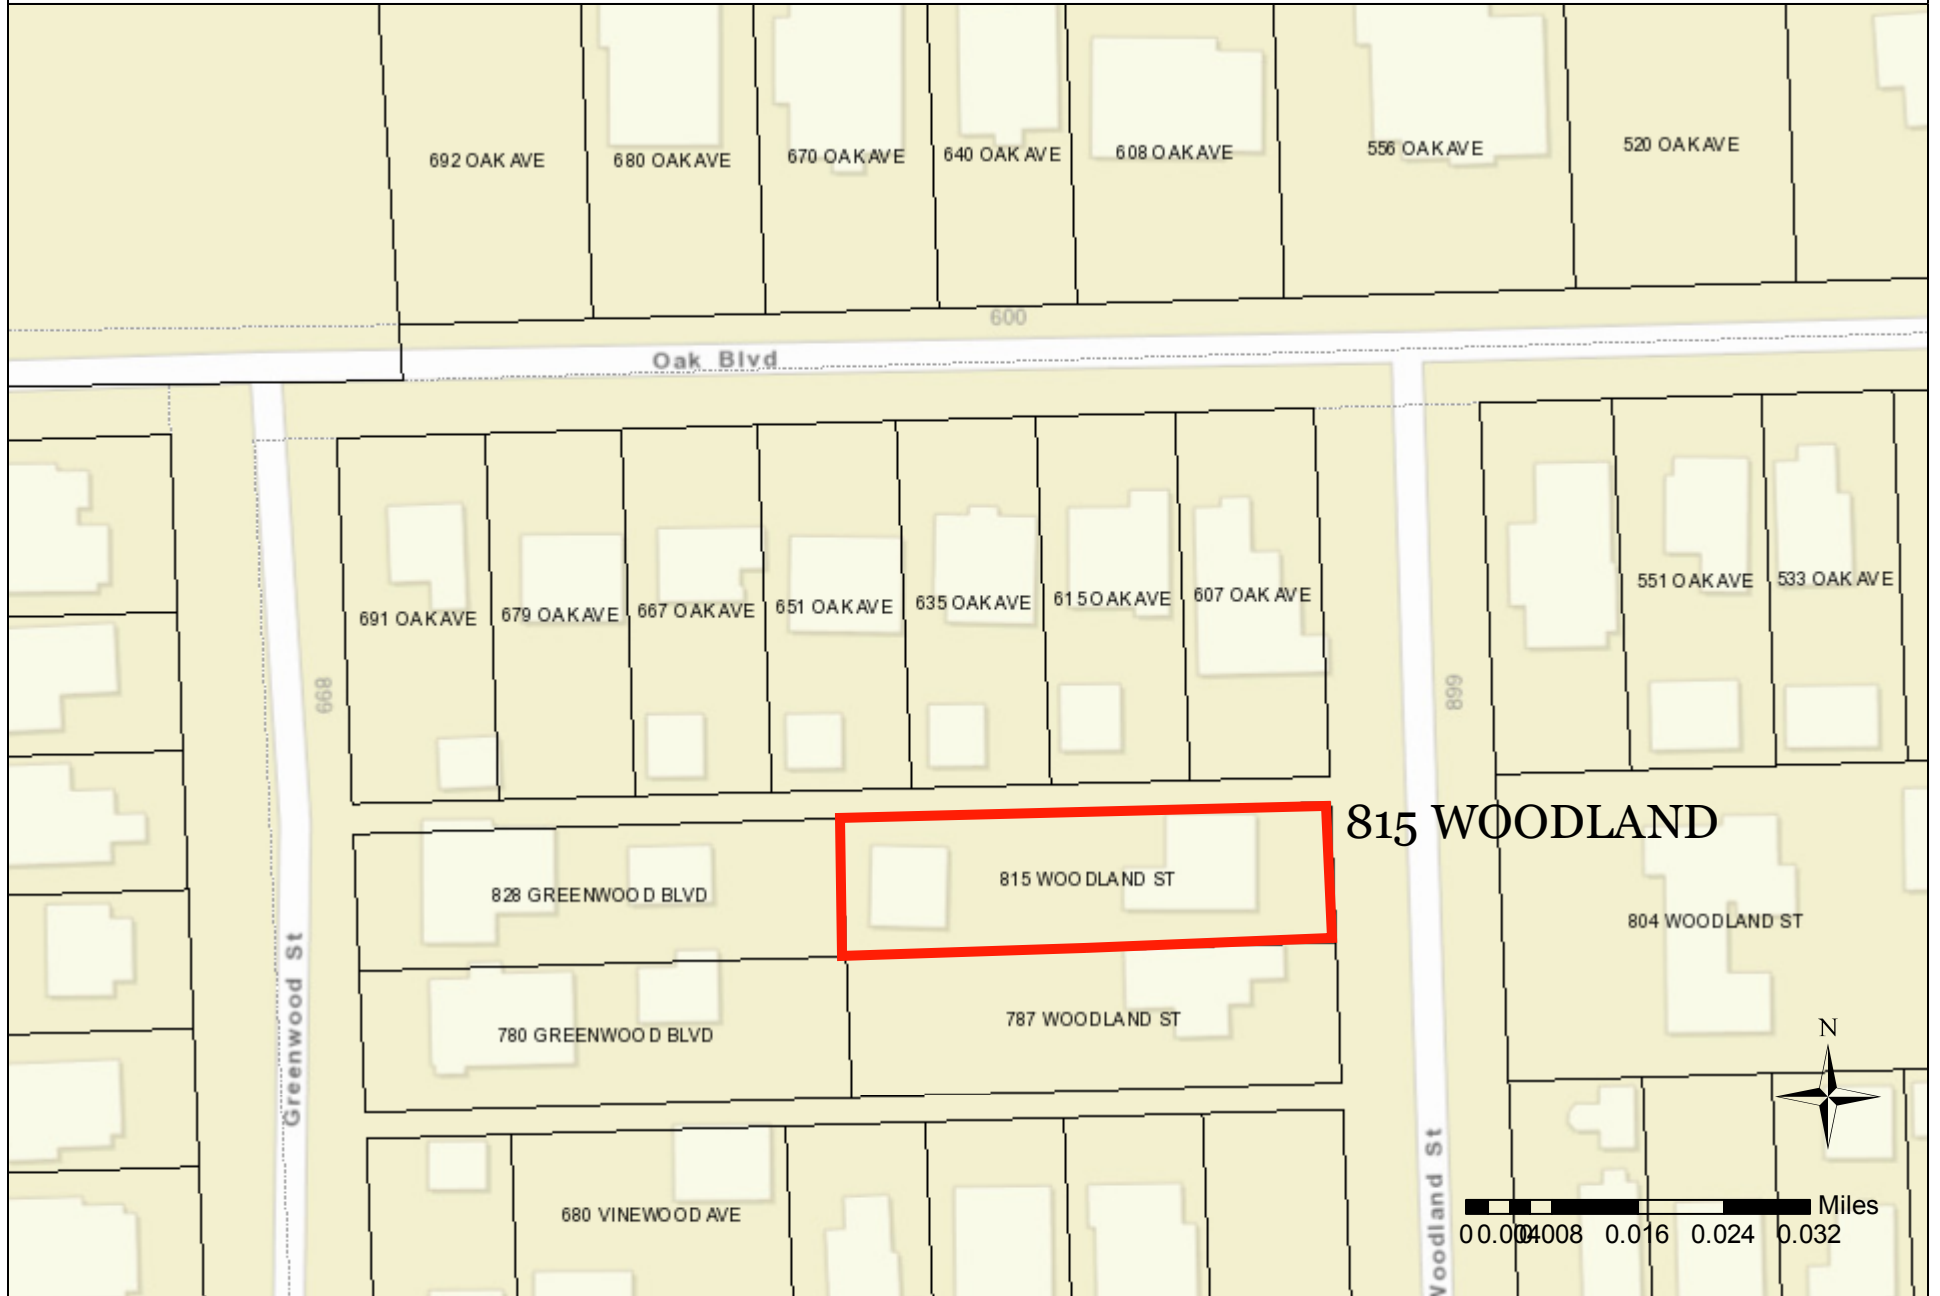 692 OAK AVE
680 OAK AVE
670 OAK AVE
640 OAK AVE
608 OAK AVE
556 OAK AVE
520 OAK AVE
600
Oak Blvd
691 OAK AVE
679 OAK AVE
667 OAK AVE
651 OAK AVE
635 OAK AVE
615 OAK AVE
607 OAK AVE
551 OAK AVE
533 OAK AVE
668
899
815 WOODLAND
828 GREENWOOD BLVD
815 WOODLAND ST
804 WOODLAND ST
Greenwood St
780 GREENWOOD BLVD
787 WOODLAND ST
N
680 VINEWOOD AVE
Woodland St
Miles
0 0.004 0.008 0.016 0.024 0.032